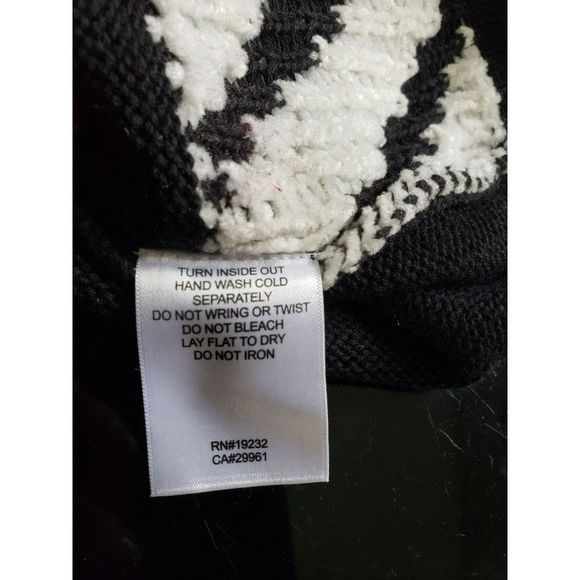 TURN INSIDE OUT
HAND WASH COLD
SEPARATELY
DO NOT WRING OR TWIST
DO NOT BLEACH
LAY FLAT TO DRY
DO NOT IRON
RN#19232
CA#29961